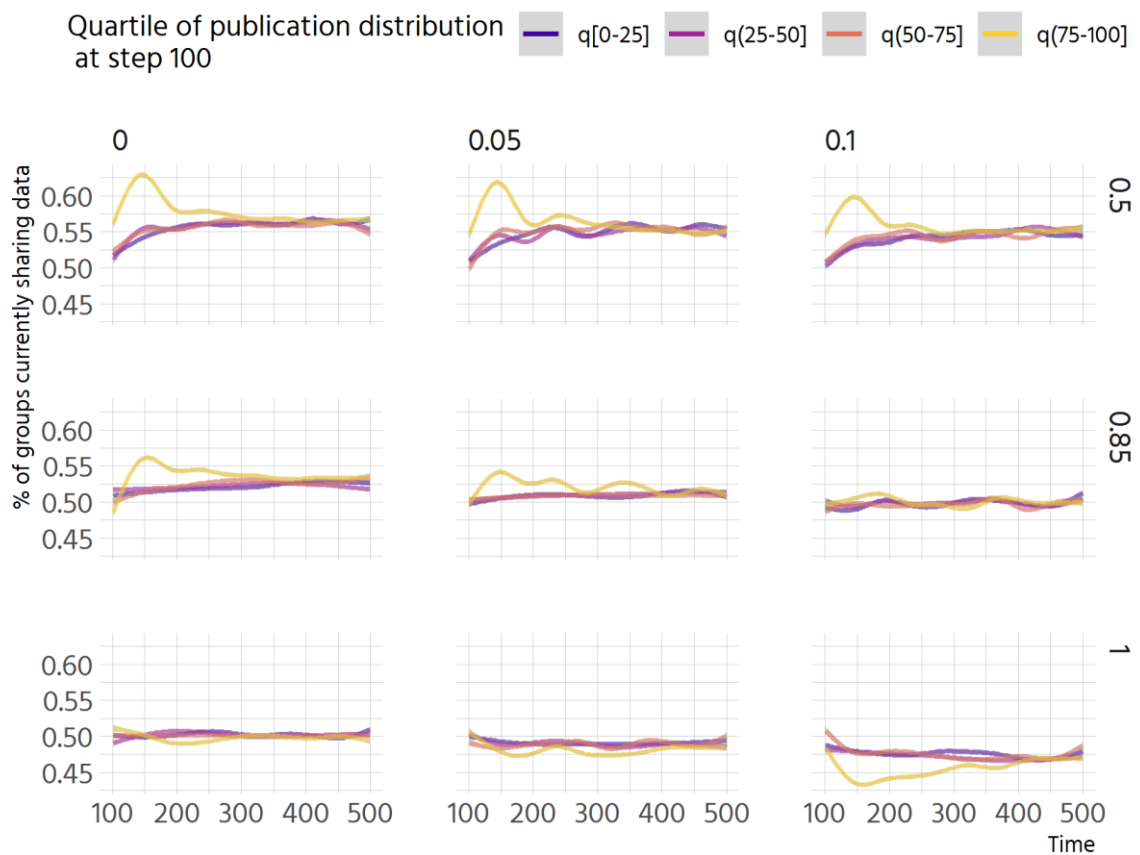 Quartile of publication distribution
at step 100
q[0-25] q(25-50] q(50-75] q(75-100]
0 0.05 0.1
% of groups currently sharing data
0.60
0.55
0.50
0.45
0.5
0.60
0.55
0.50
0.45
0.85
0.60
0.55
0.50
0.45
1
100 200 300 400 500 100 200 300 400 500 100 200 300 400 500
Time